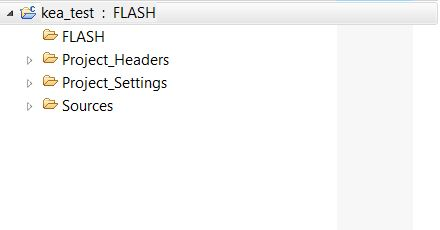 kea_test : FLASH
FLASH
Project_Headers
Project_Settings
Sources